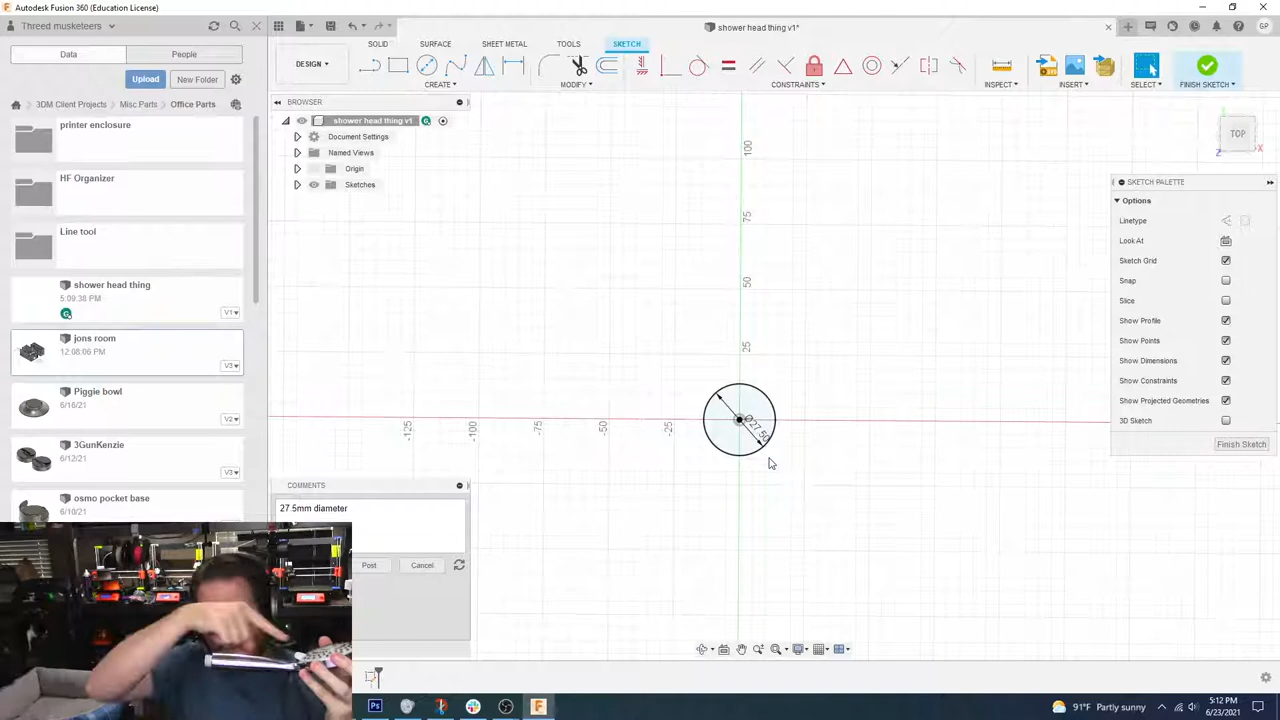 Autodesk Fusion 360 (Education License)
Threed musketeers
shower head thing v1*
GP
Data
People
Upload
New Folder
3DM Client Projects
Misc Parts
Office Parts
printer enclosure
HF Organizer
Line tool
shower head thing
5:09:38 PM
V1
jons room
12:08:06 PM
V3
Piggie bowl
6/16/21
V2
3GunKenzie
6/12/21
V3
osmo pocket base
6/10/21
DESIGN
SOLID
SURFACE
SHEET METAL
TOOLS
SKETCH
CREATE
MODIFY
CONSTRAINTS
INSPECT
INSERT
SELECT
FINISH SKETCH
BROWSER
shower head thing v1
Document Settings
Named Views
Origin
Sketches
100
75
50
25
-125
-75
-50
-25
Ø27.50
TOP
Z
X
SKETCH PALETTE
Options
Linetype
Look At
Sketch Grid
Snap
Slice
Show Profile
Show Points
Show Dimensions
Show Constraints
Show Projected Geometries
3D Sketch
Finish Sketch
COMMENTS
27.5mm diameter
Post
Cancel
91°F Partly sunny
5:12 PM
6/23/2021